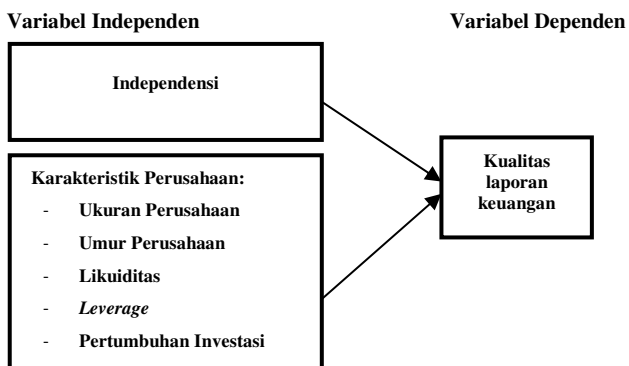 Variabel Independen
Variabel Dependen
Independensi
Karakteristik Perusahaan:
- Ukuran Perusahaan
- Umur Perusahaan
- Likuiditas
- Leverage
- Pertumbuhan Investasi
Kualitas
laporan
keuangan